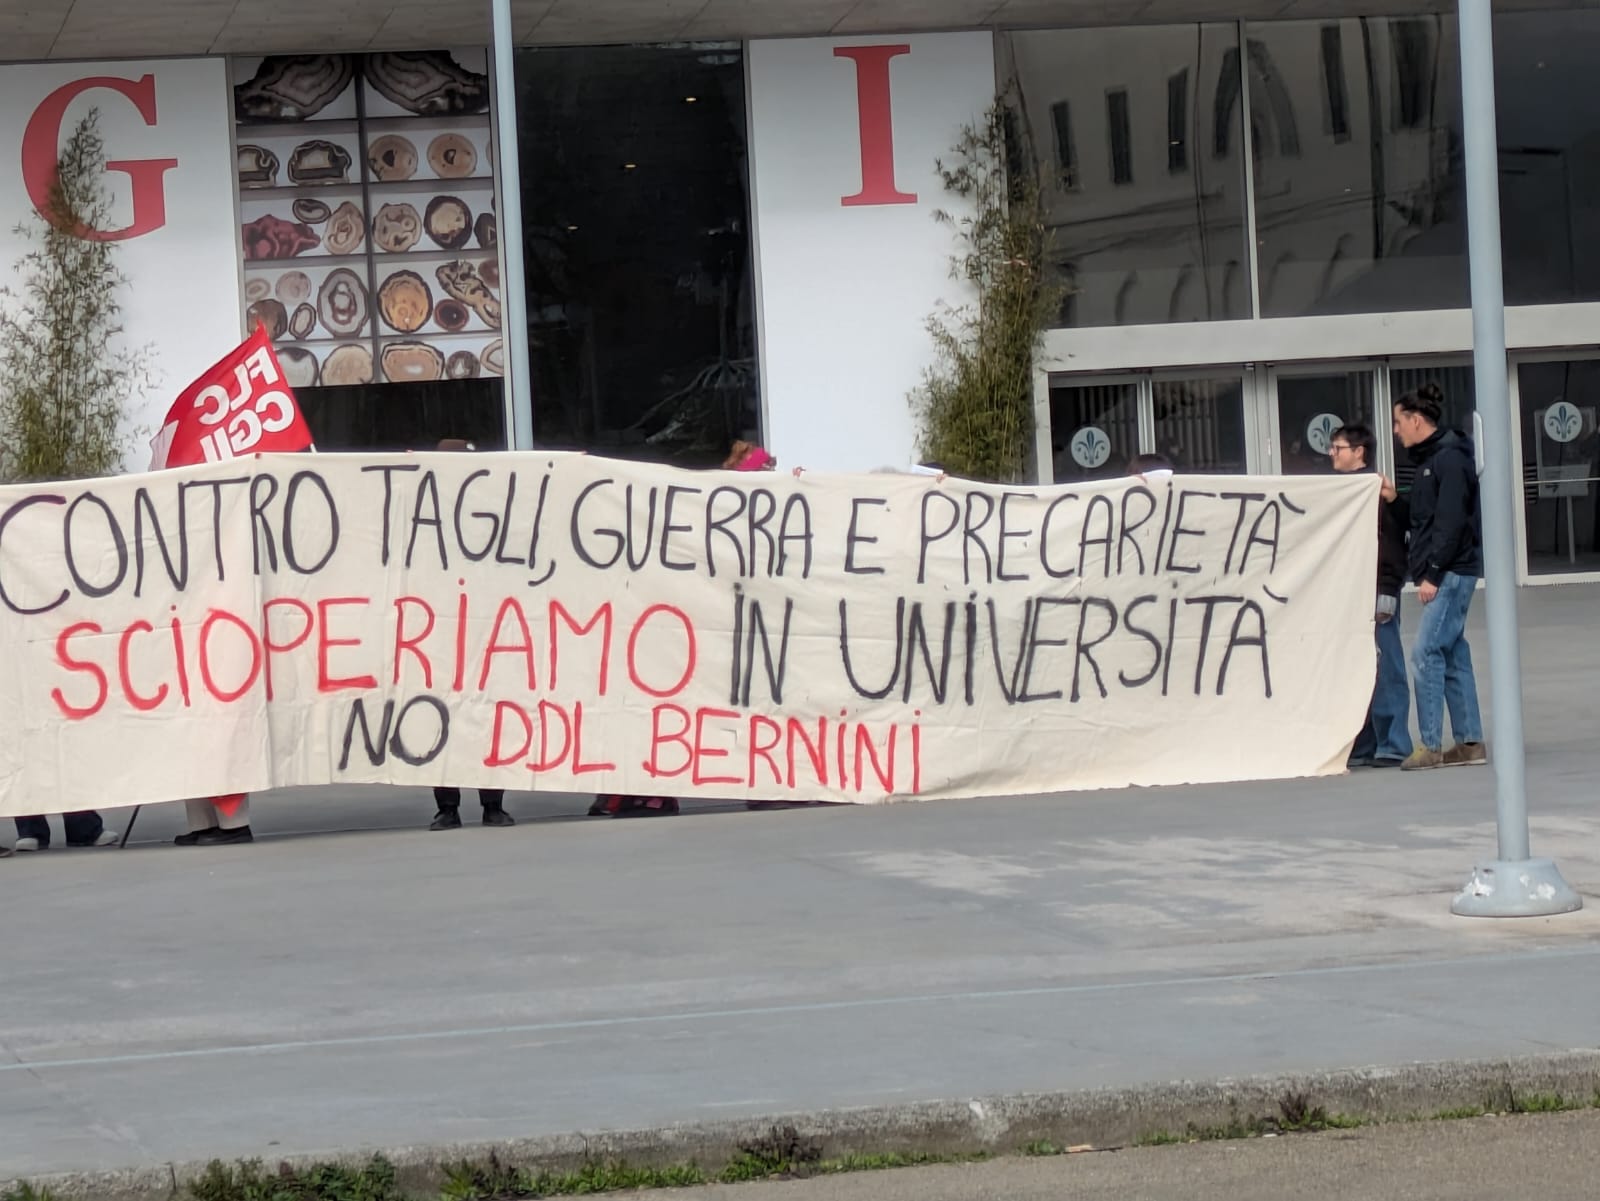 G I
FLC
CGIL
CONTRO TAGLI, GUERRA E PRECARIETÀ
SCIOPERIAMO IN UNIVERSITÀ
NO DDL BERNINI